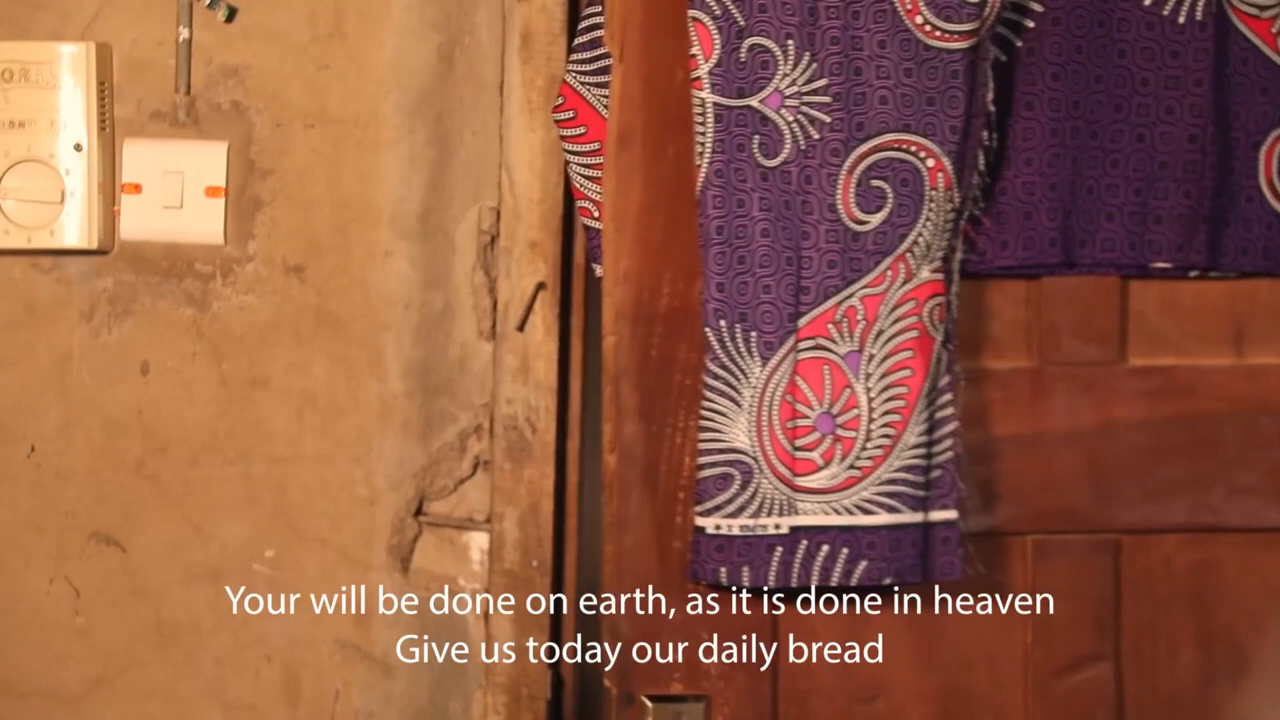 Your will be done on earth, as it is done in heaven
Give us today our daily bread